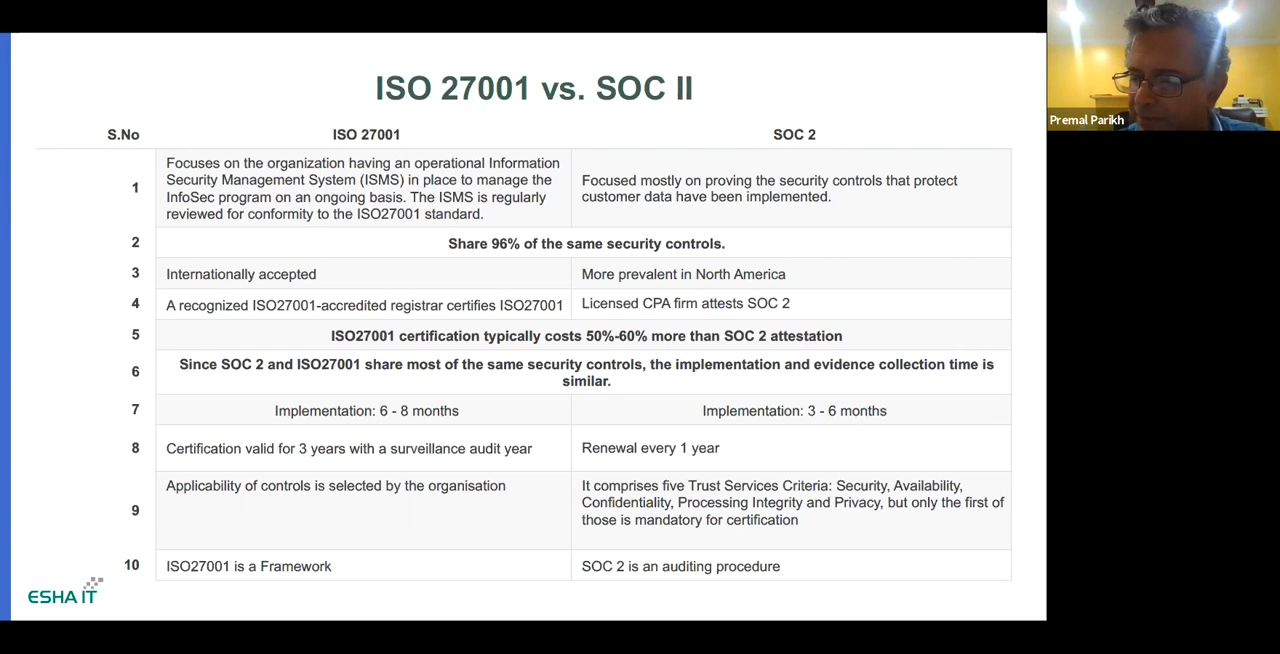 ISO 27001 vs. SOC II
S.No
ISO 27001
SOC 2
1
Focuses on the organization having an operational Information
Security Management System (ISMS) in place to manage the
InfoSec program on an ongoing basis. The ISMS is regularly
reviewed for conformity to the ISO27001 standard.
Focused mostly on proving the security controls that protect
customer data have been implemented.
2
Share 96% of the same security controls.
3
Internationally accepted
More prevalent in North America
4
A recognized ISO27001-accredited registrar certifies ISO27001
Licensed CPA firm attests SOC 2
5
ISO27001 certification typically costs 50%-60% more than SOC 2 attestation
6
Since SOC 2 and ISO27001 share most of the same security controls, the implementation and evidence collection time is
similar.
7
Implementation: 6 - 8 months
Implementation: 3 - 6 months
8
Certification valid for 3 years with a surveillance audit year
Renewal every 1 year
9
Applicability of controls is selected by the organisation
It comprises five Trust Services Criteria: Security, Availability,
Confidentiality, Processing Integrity and Privacy, but only the first of
those is mandatory for certification
10
ISO27001 is a Framework
SOC 2 is an auditing procedure
ESHA IT
Premal Parikh